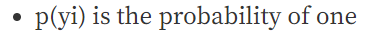 • p(yi) is the probability of one